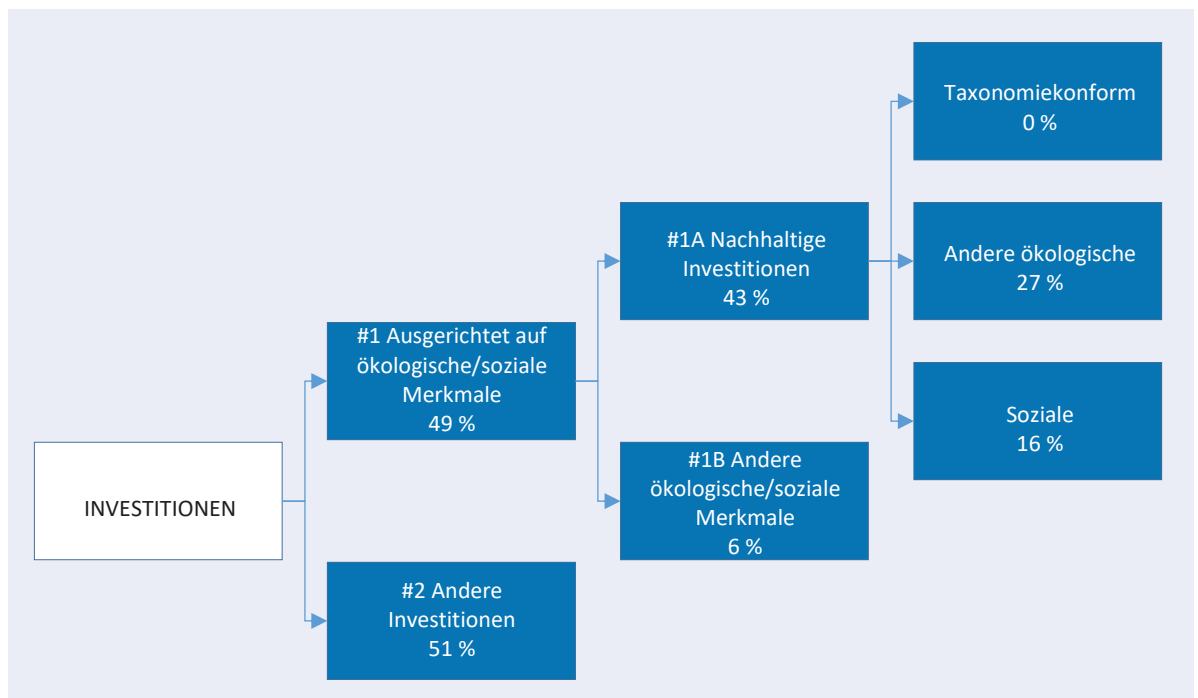 INVESTITIONEN
#1 Ausgerichtet auf
ökologische/soziale
Merkmale
49 %
#2 Andere
Investitionen
51 %
#1A Nachhaltige
Investitionen
43 %
#1B Andere
ökologische/soziale
Merkmale
6 %
Taxonomiekonform
0 %
Andere ökologische
27 %
Soziale
16 %